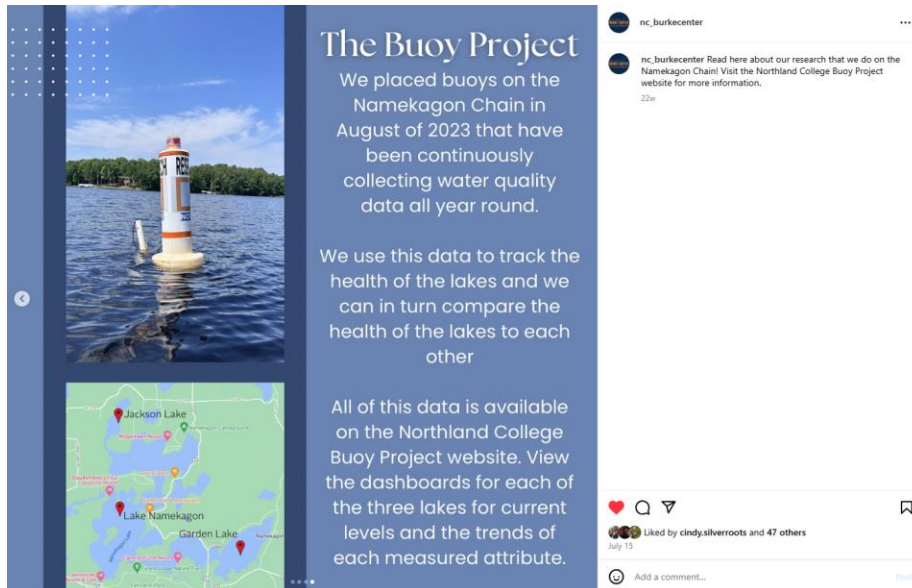 The Buoy Project
We placed buoys on the
Namekagon Chain in
August of 2023 that have
been continuously
collecting water quality
data all year round.
We use this data to track the
health of the lakes and we
can in turn compare the
health of the lakes to each
other
All of this data is available
on the Northland College
Buoy Project website. View
the dashboards for each of
the three lakes for current
levels and the trends of
each measured attribute.
RESE
Jackson Lake
Lake Namekagon
Garden Lake
nc_burkecenter
nc_burkecenter Read here about our research that we do on the
Namekagon Chain! Visit the Northland College Buoy Project
website for more information.
22w
Liked by cindy.silverroots and 47 others
July 15
Add a comment...
Post